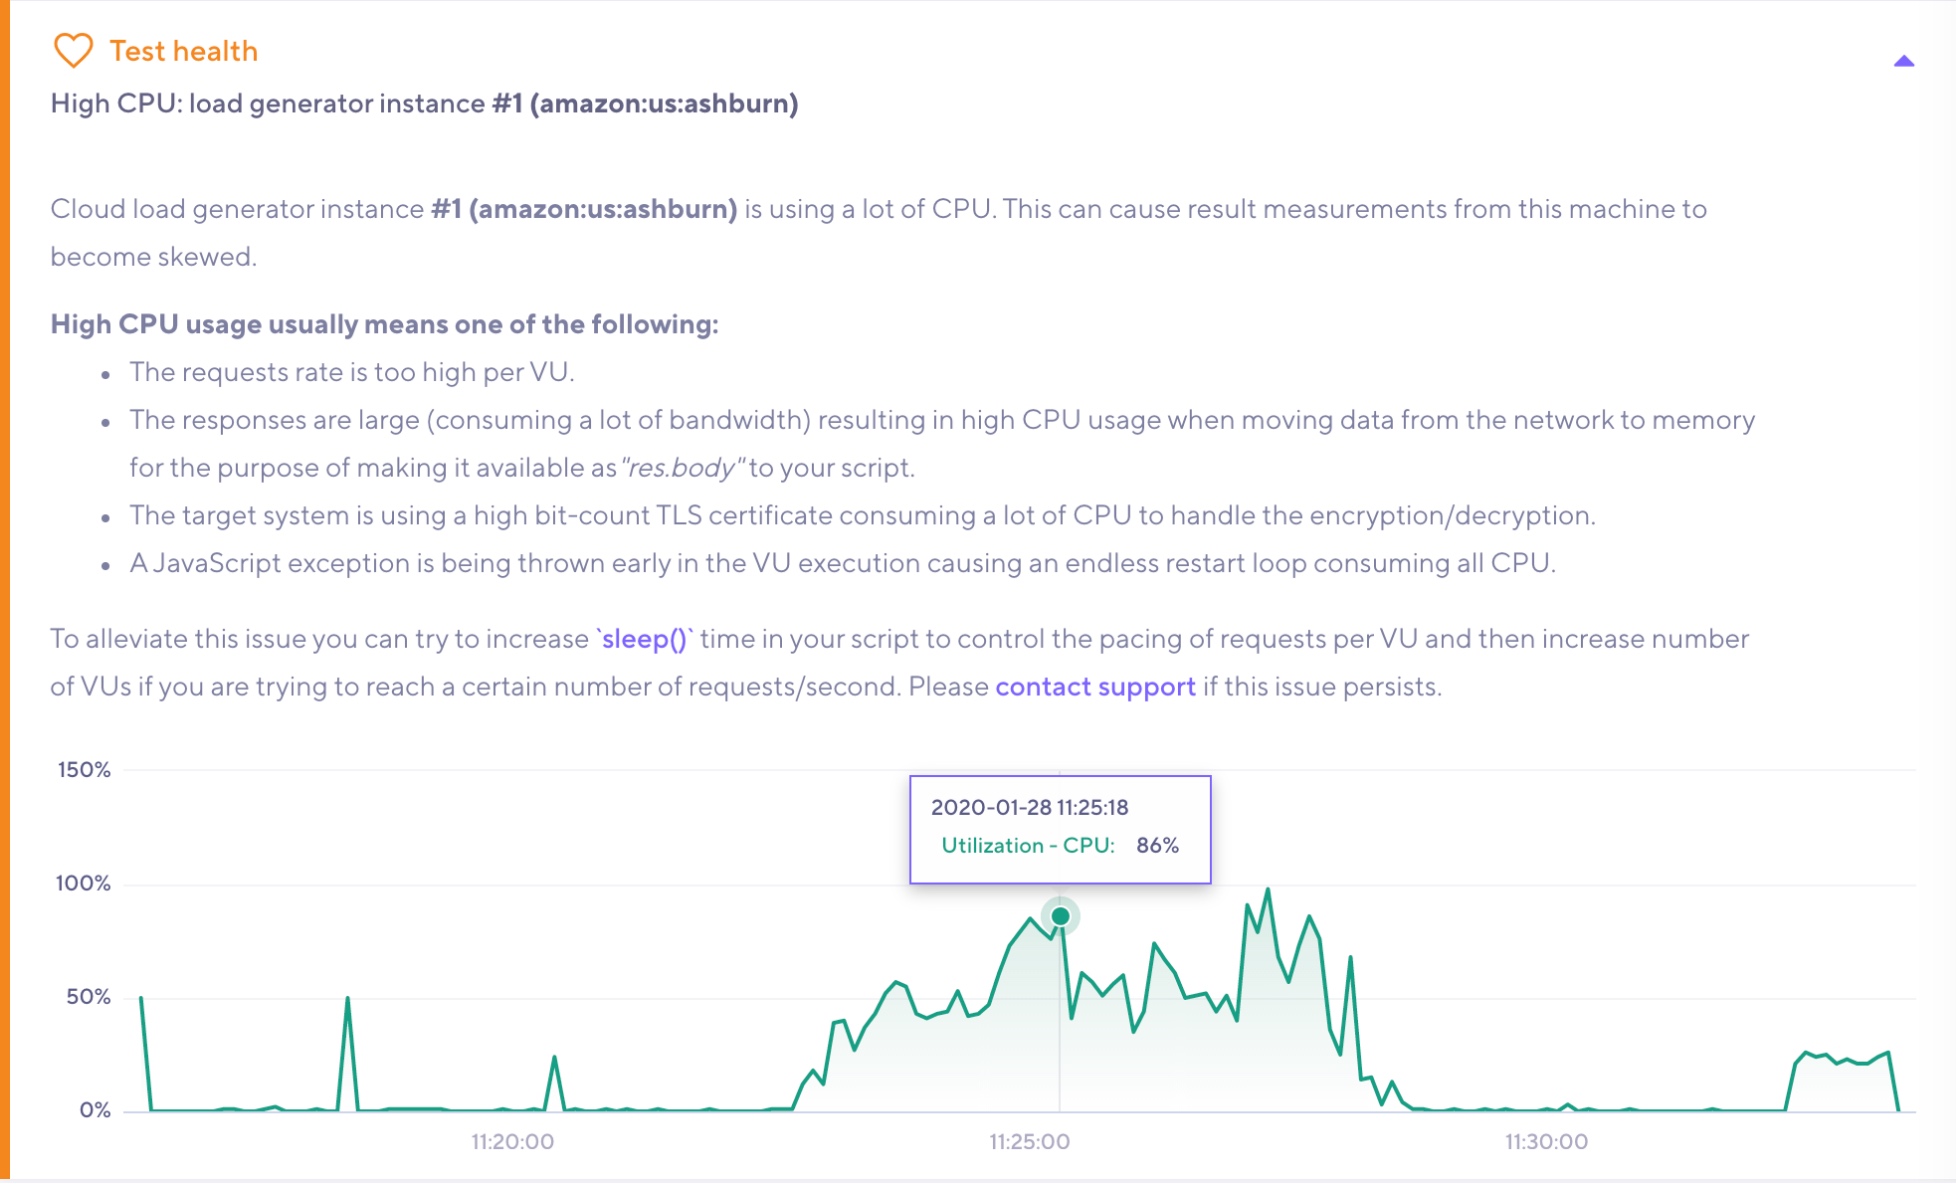 Test health
High CPU: load generator instance #1 (amazon:us:ashburn)
Cloud load generator instance #1 (amazon:us:ashburn) is using a lot of CPU. This can cause result measurements from this machine to
become skewed.
High CPU usage usually means one of the following:
• The requests rate is too high per VU.
• The responses are large (consuming a lot of bandwidth) resulting in high CPU usage when moving data from the network to memory
for the purpose of making it available as "res.body" to your script.
• The target system is using a high bit-count TLS certificate consuming a lot of CPU to handle the encryption/decryption.
• A JavaScript exception is being thrown early in the VU execution causing an endless restart loop consuming all CPU.
To alleviate this issue you can try to increase `sleep()` time in your script to control the pacing of requests per VU and then increase number
of VUs if you are trying to reach a certain number of requests/second. Please contact support if this issue persists.
150%
2020-01-28 11:25:18
Utilization - CPU: 86%
100%
50%
0%
11:20:00 11:25:00 11:30:00